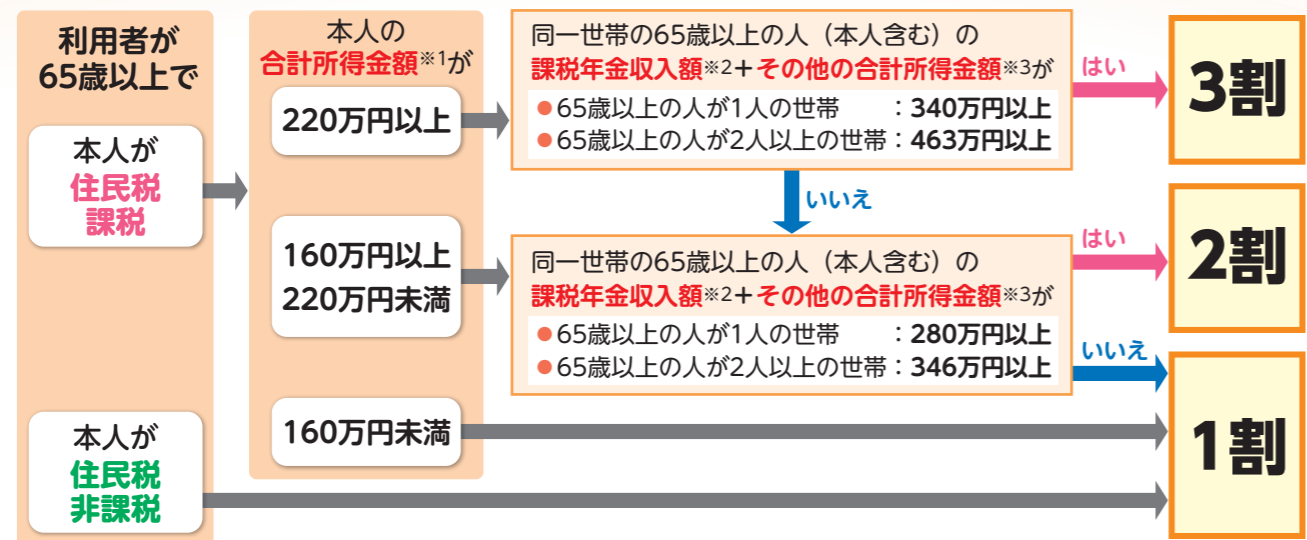 利用者が
65歳以上で
本人が
住民税
課税
本人が
住民税
非課税
本人の
合計所得金額※1が
220万円以上
160万円以上
220万円未満
160万円未満
同一世帯の65歳以上の人（本人含む）の
課税年金収入額※2＋その他の合計所得金額※3が
●65歳以上の人が1人の世帯　　　：340万円以上
●65歳以上の人が2人以上の世帯：463万円以上
はい
3割
いいえ
同一世帯の65歳以上の人（本人含む）の
課税年金収入額※2＋その他の合計所得金額※3が
●65歳以上の人が1人の世帯　　　：280万円以上
●65歳以上の人が2人以上の世帯：346万円以上
はい
2割
いいえ
1割